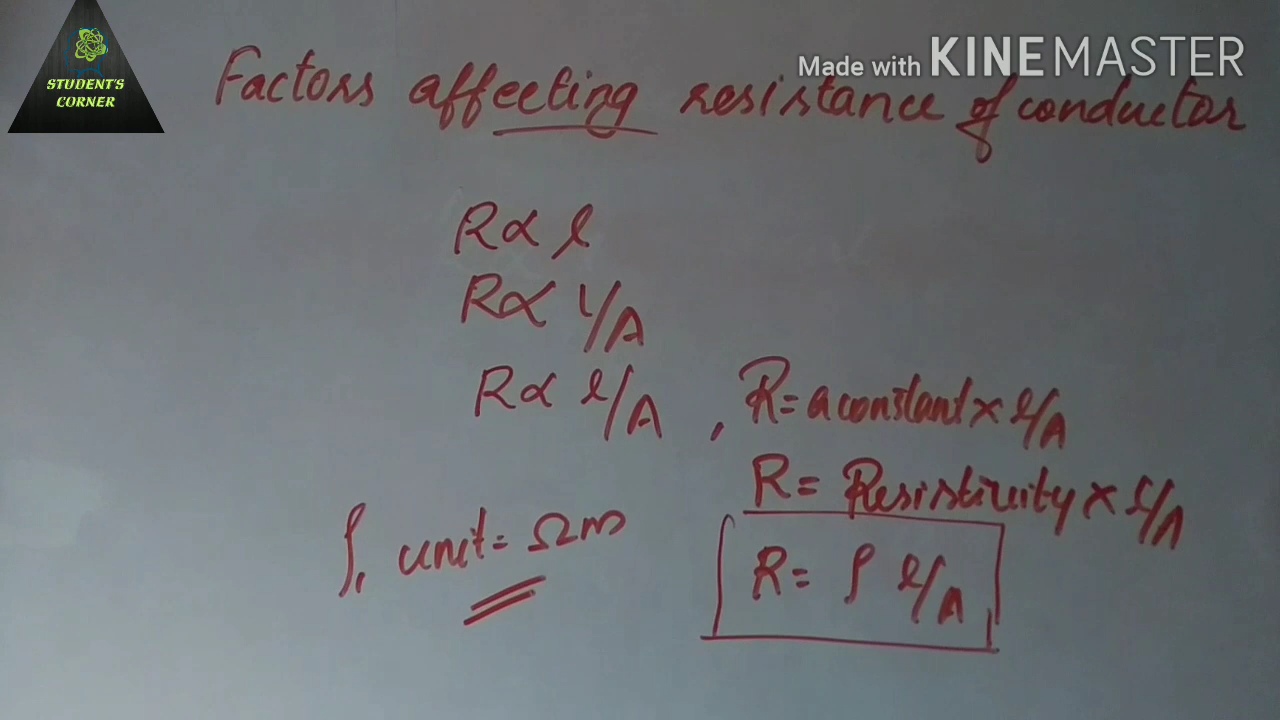 STUDENT'S
CORNER
Made with KINEMASTER
Factors affecting resistance of conductor
R∝ l
R∝ 1/A
R∝ l/A , R= a constant × l/A
R= Resistivity × l/A
ρ, unit = Ωm
R= ρ l/A